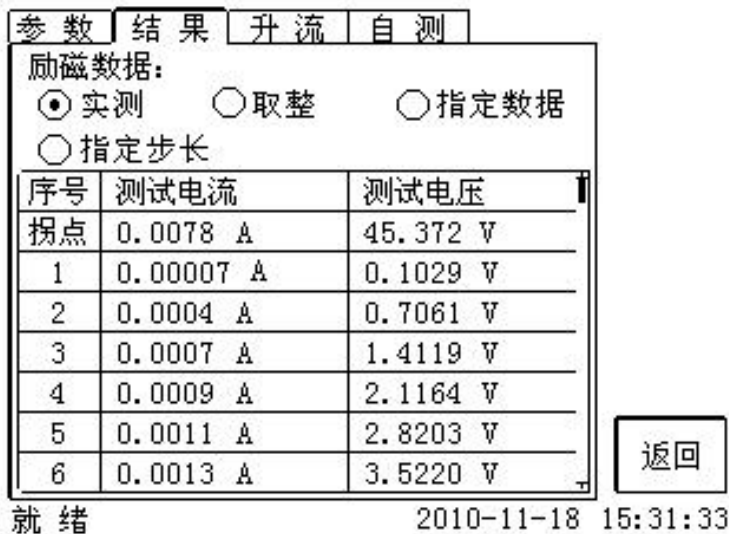 参 数 结 果 升 流 自 测
励磁数据:
实测 取整 指定数据
指定步长
序号 测试电流 测试电压
拐点 0.0078 A 45.372 V
1 0.00007 A 0.1029 V
2 0.0004 A 0.7061 V
3 0.0007 A 1.4119 V
4 0.0009 A 2.1164 V
5 0.0011 A 2.8203 V
6 0.0013 A 3.5220 V
返回
就 绪 2010-11-18 15:31:33